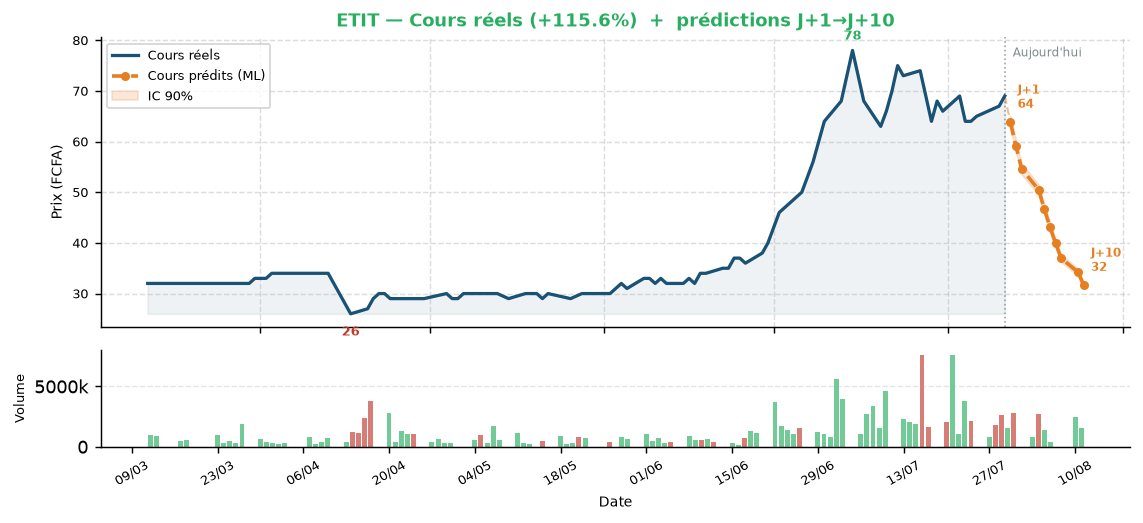 ETIT — Cours réels (+115.6%)  +  prédictions J+1→J+10
Cours réels
Cours prédits (ML)
IC 90%
Aujourd'hui
78
J+1
64
J+10
32
26
Prix (FCFA)
80
70
60
50
40
30
Volume
5000k
0
09/03
23/03
06/04
20/04
04/05
18/05
01/06
15/06
29/06
13/07
27/07
10/08
Date